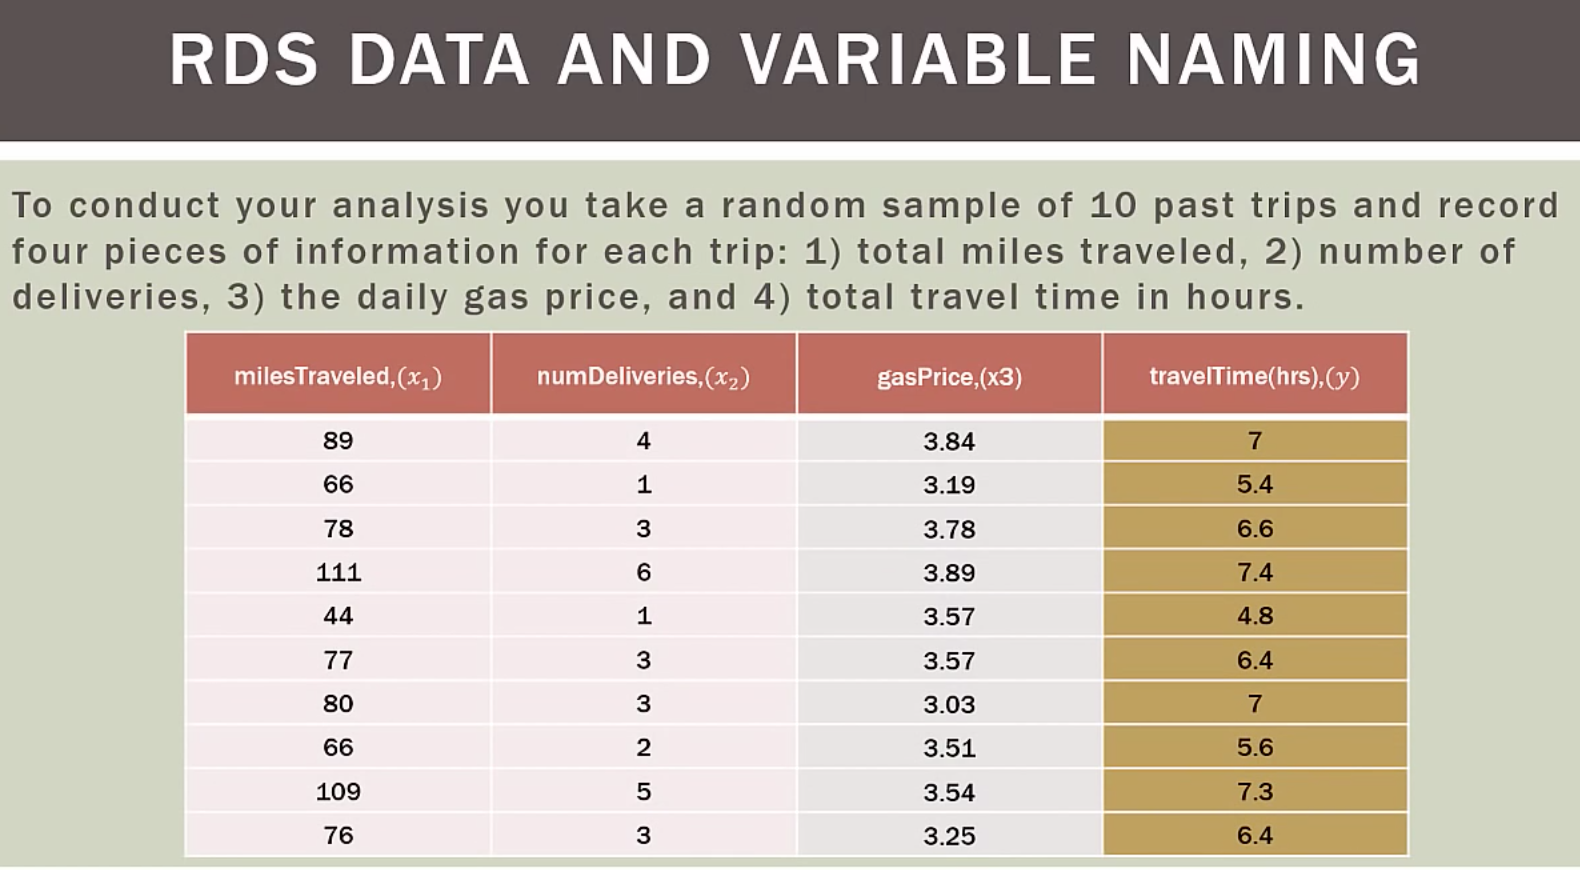 RDS DATA AND VARIABLE NAMING
To conduct your analysis you take a random sample of 10 past trips and record
four pieces of information for each trip: 1) total miles traveled, 2) number of
deliveries, 3) the daily gas price, and 4) total travel time in hours.
milesTraveled,(x₁) numDeliveries,(x₂) gasPrice,(x3) travelTime(hrs),(y)
89 4 3.84 7
66 1 3.19 5.4
78 3 3.78 6.6
111 6 3.89 7.4
44 1 3.57 4.8
77 3 3.57 6.4
80 3 3.03 7
66 2 3.51 5.6
109 5 3.54 7.3
76 3 3.25 6.4